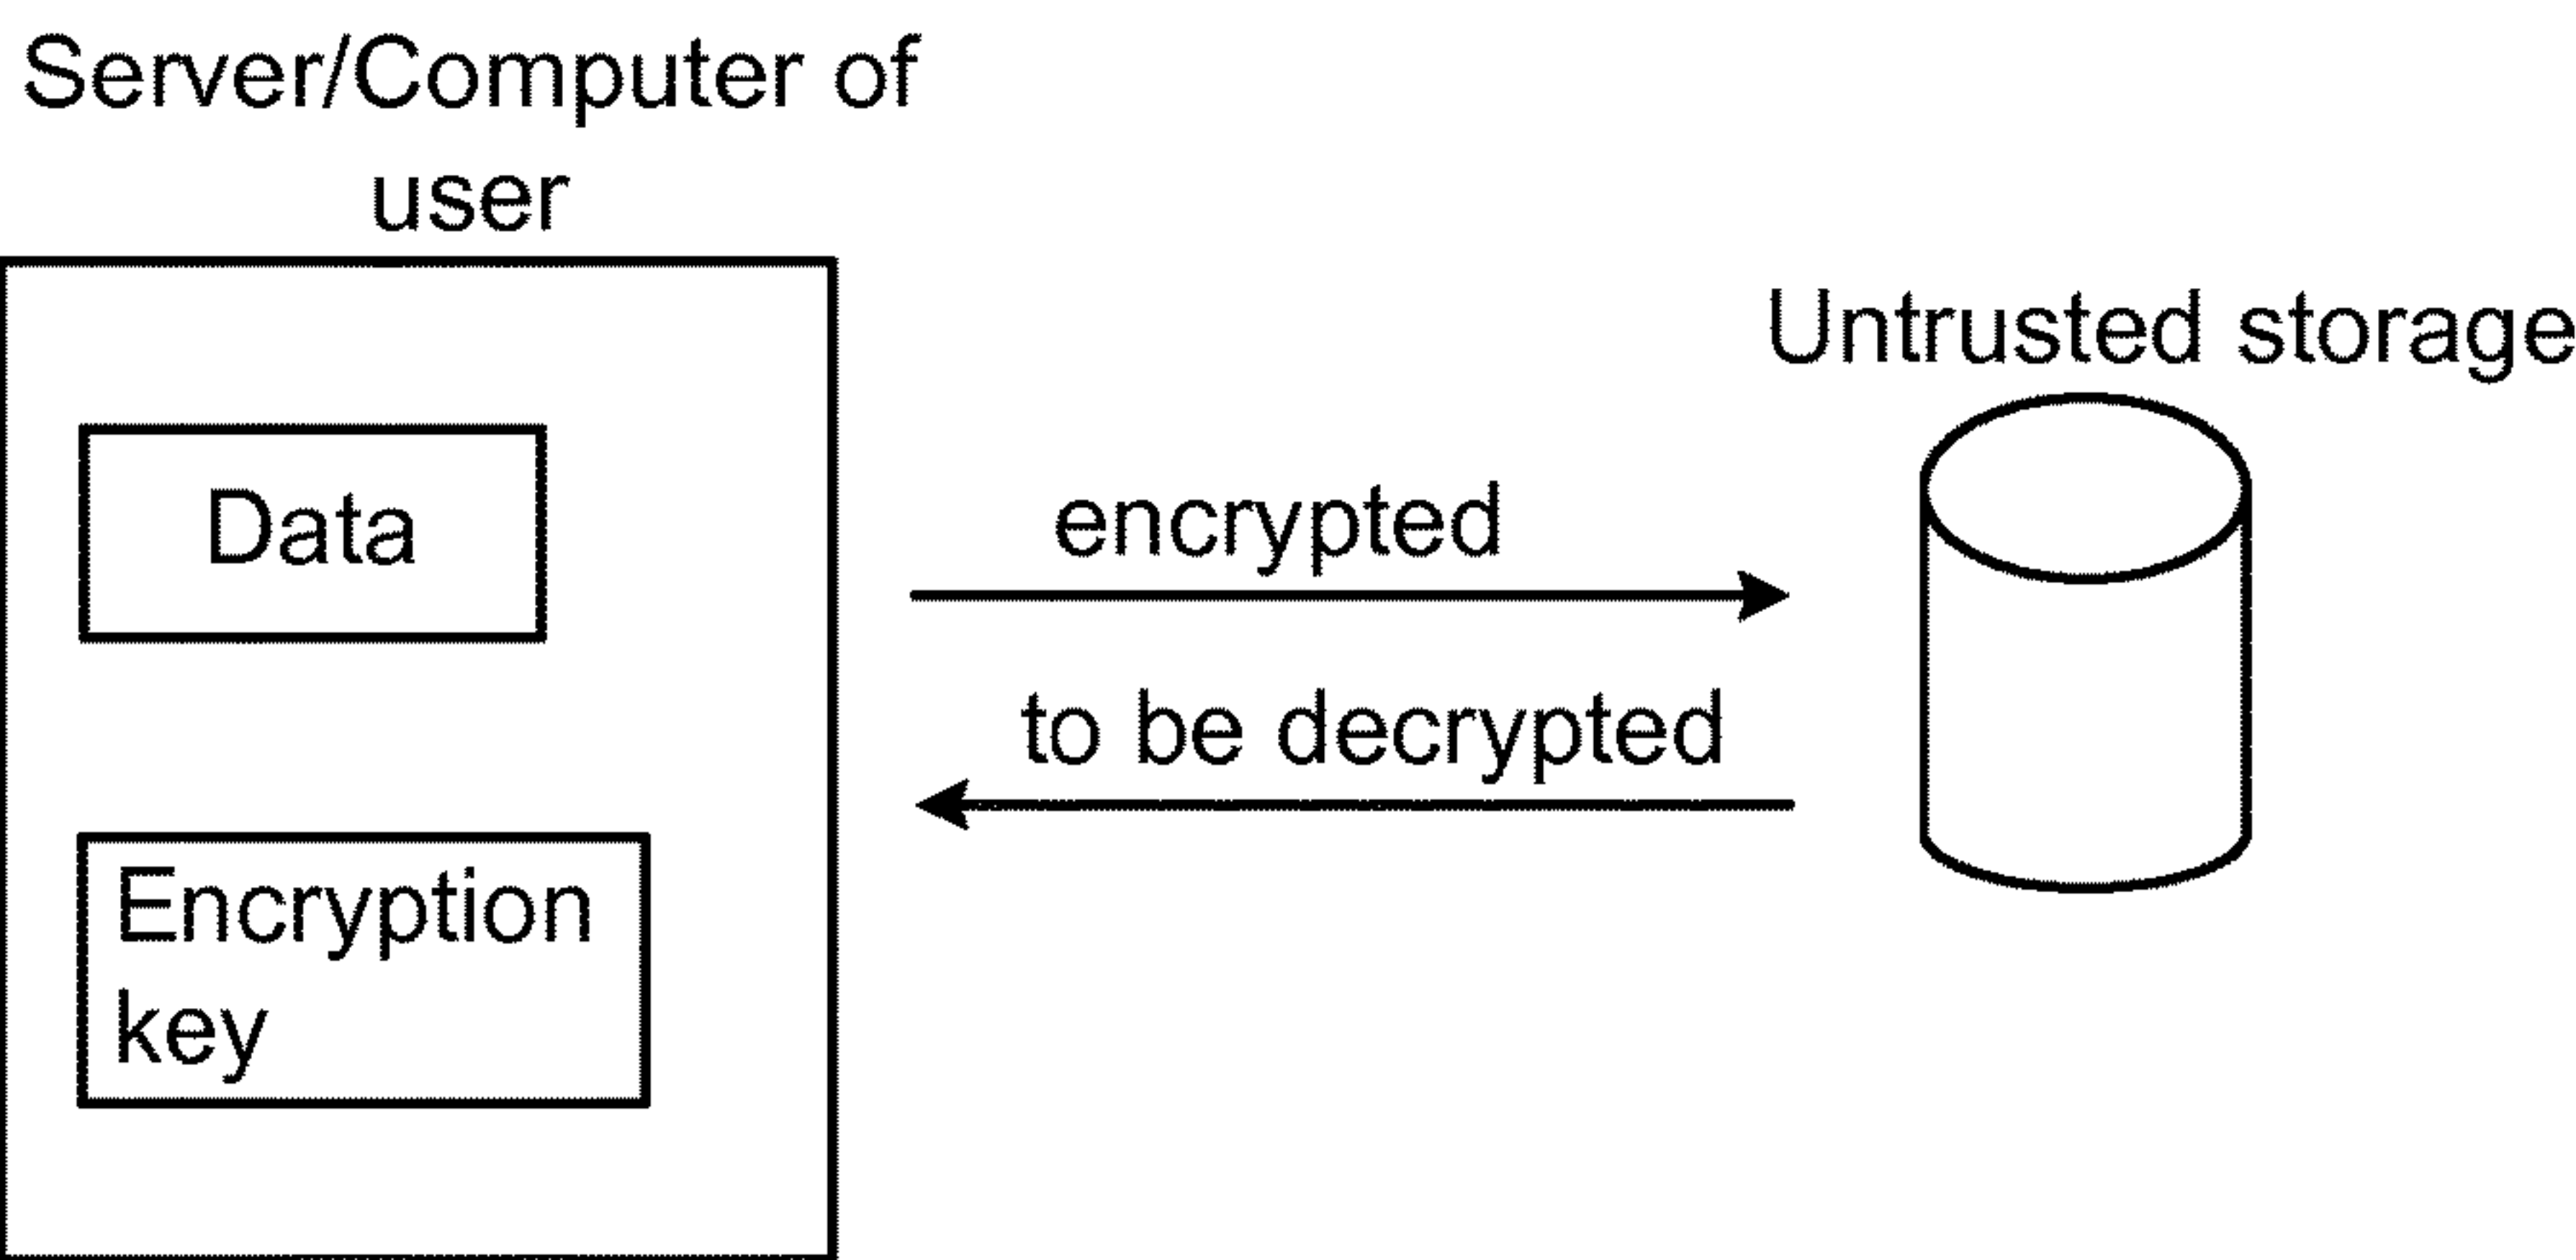 Server/Computer of
user
Untrusted storage
Data
encrypted
to be decrypted
Encryption
key